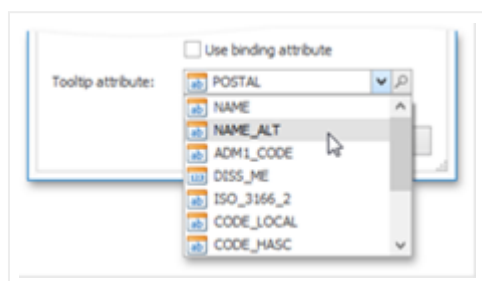 Use binding attribute
Tooltip attribute: POSTAL
NAME
NAME_ALT
ADM1_CODE
DISS_ME
ISO_3166_2
CODE_LOCAL
CODE_HASC